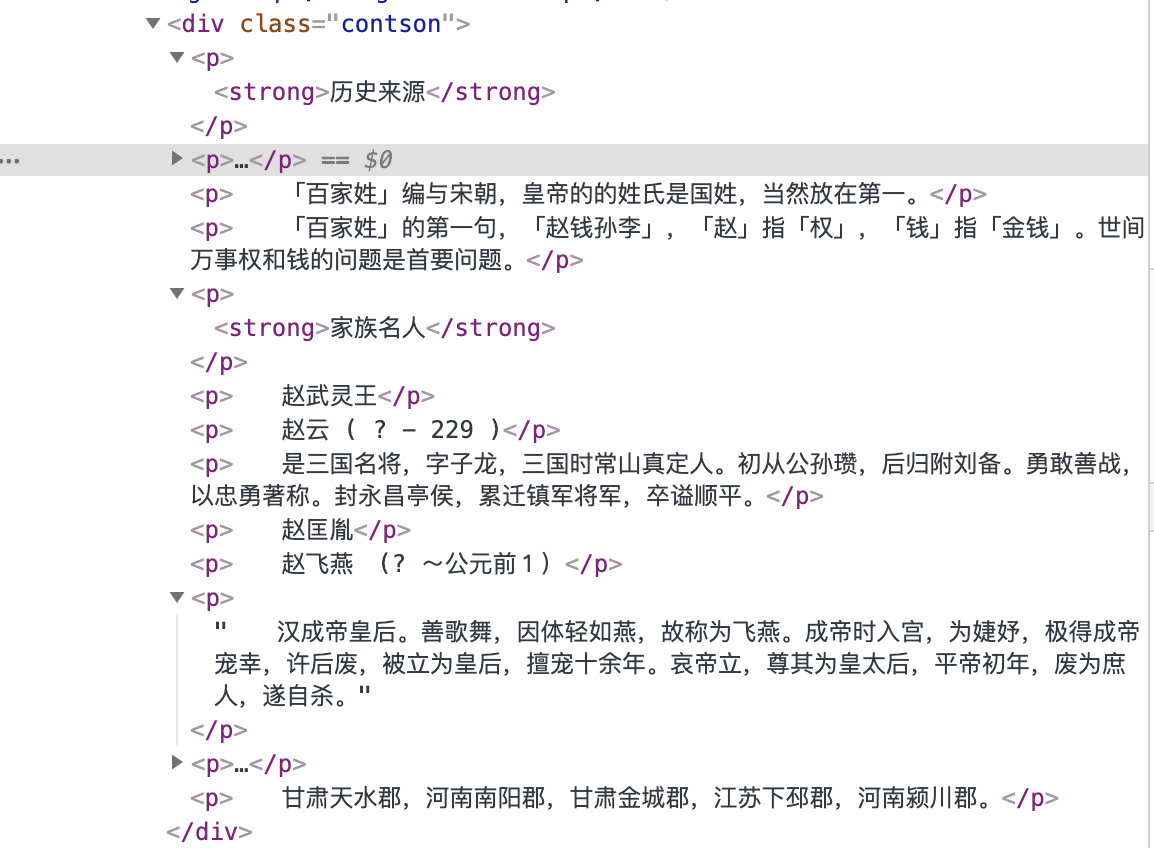 <div class="contson">
<p>
<strong>历史来源</strong>
</p>
<p>…</p> == $0
<p> 「百家姓」编与宋朝，皇帝的的姓氏是国姓，当然放在第一。</p>
<p> 「百家姓」的第一句，「赵钱孙李」，「赵」指「权」，「钱」指「金钱」。世间
万事权和钱的问题是首要问题。</p>
<p>
<strong>家族名人</strong>
</p>
<p> 赵武灵王</p>
<p> 赵云 ( ? - 229 )</p>
<p> 是三国名将，字子龙，三国时常山真定人。初从公孙瓒，后归附刘备。勇敢善战，
以忠勇著称。封永昌亭侯，累迁镇军将军，卒谥顺平。</p>
<p> 赵匡胤</p>
<p> 赵飞燕 （? ～公元前１）</p>
<p>
" 汉成帝皇后。善歌舞，因体轻如燕，故称为飞燕。成帝时入宫，为婕妤，极得成帝
宠幸，许后废，被立为皇后，擅宠十余年。哀帝立，尊其为皇太后，平帝初年，废为庶
人，遂自杀。"
</p>
<p>…</p>
<p> 甘肃天水郡，河南南阳郡，甘肃金城郡，江苏下邳郡，河南颍川郡。</p>
</div>